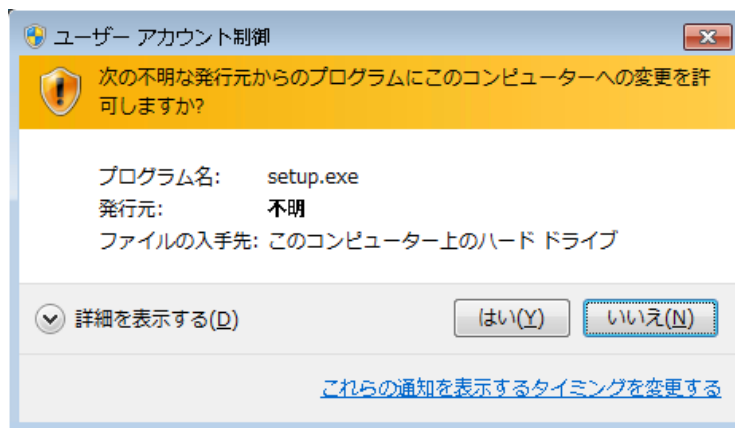 ユーザー アカウント制御
次の不明な発行元からのプログラムにこのコンピューターへの変更を許
可しますか?
プログラム名: setup.exe
発行元: 不明
ファイルの入手先: このコンピューター上のハード ドライブ
詳細を表示する(D) はい(Y) いいえ(N)
これらの通知を表示するタイミングを変更する